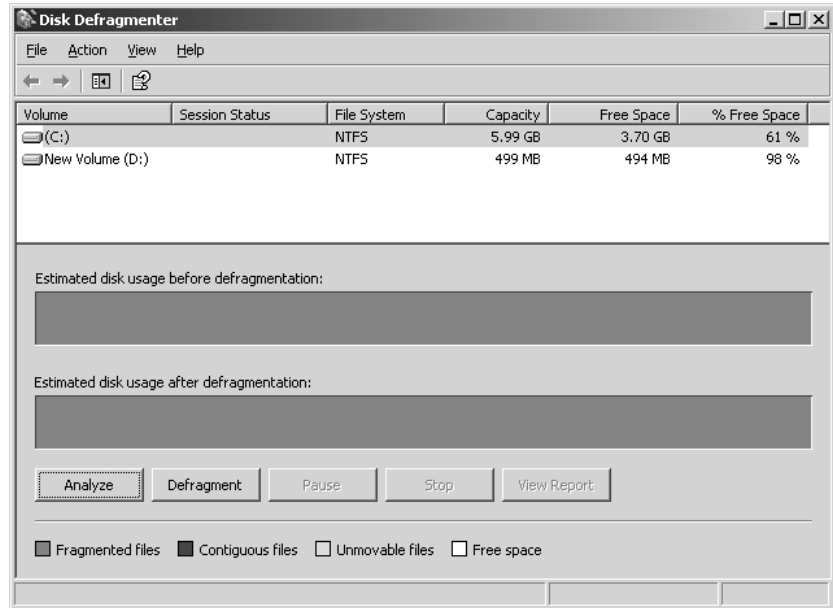 Disk Defragmenter
File Action View Help
Volume Session Status File System Capacity Free Space % Free Space
(C:) NTFS 5.99 GB 3.70 GB 61 %
New Volume (D:) NTFS 499 MB 494 MB 98 %
Estimated disk usage before defragmentation:
Estimated disk usage after defragmentation:
Analyze Defragment Pause Stop View Report
Fragmented files Contiguous files Unmovable files Free space